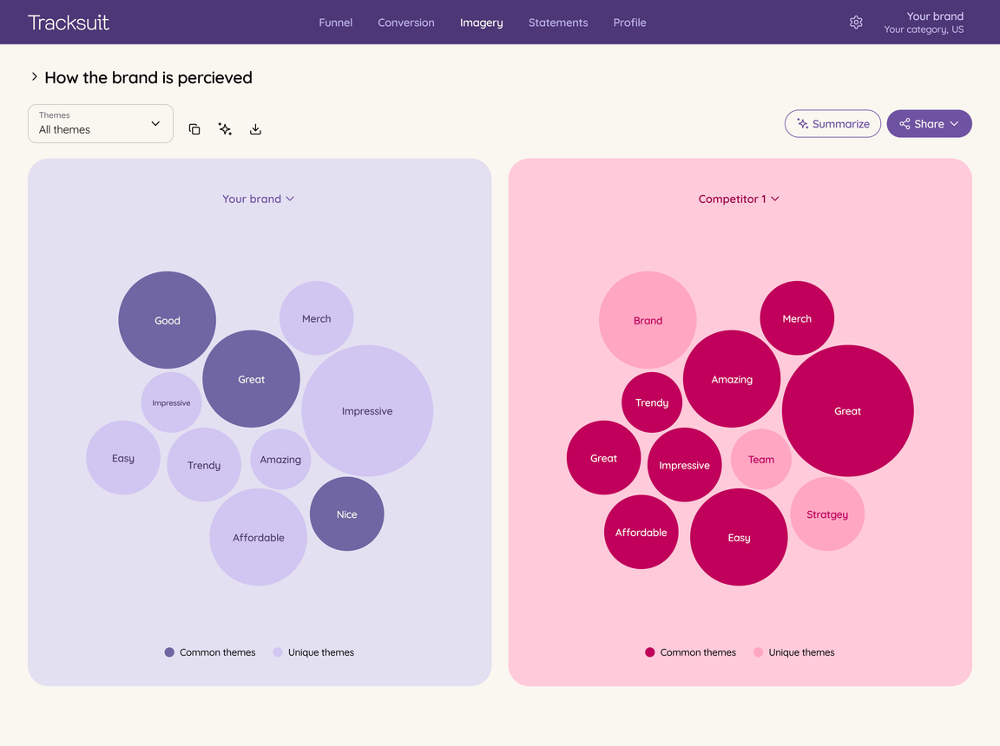 Tracksuit
Funnel
Conversion
Imagery
Statements
Profile
Your brand
Your category, US
How the brand is percieved
Themes
All themes
Summarize
Share
Your brand
Good
Merch
Great
Impressive
Impressive
Easy
Trendy
Amazing
Nice
Affordable
Common themes
Unique themes
Competitor 1
Brand
Merch
Amazing
Trendy
Great
Great
Impressive
Team
Stratgey
Affordable
Easy
Common themes
Unique themes